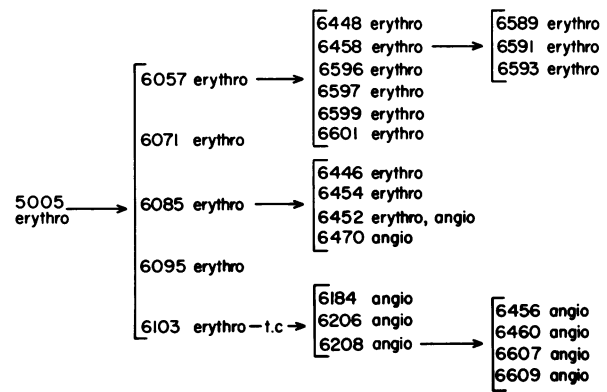 5005
erythro
6057 erythro
6071 erythro
6085 erythro
6095 erythro
6103 erythro — t.c
6448 erythro
6458 erythro
6596 erythro
6597 erythro
6599 erythro
6601 erythro
6446 erythro
6454 erythro
6452 erythro, angio
6470 angio
6184 angio
6206 angio
6208 angio
6589 erythro
6591 erythro
6593 erythro
6456 angio
6460 angio
6607 angio
6609 angio